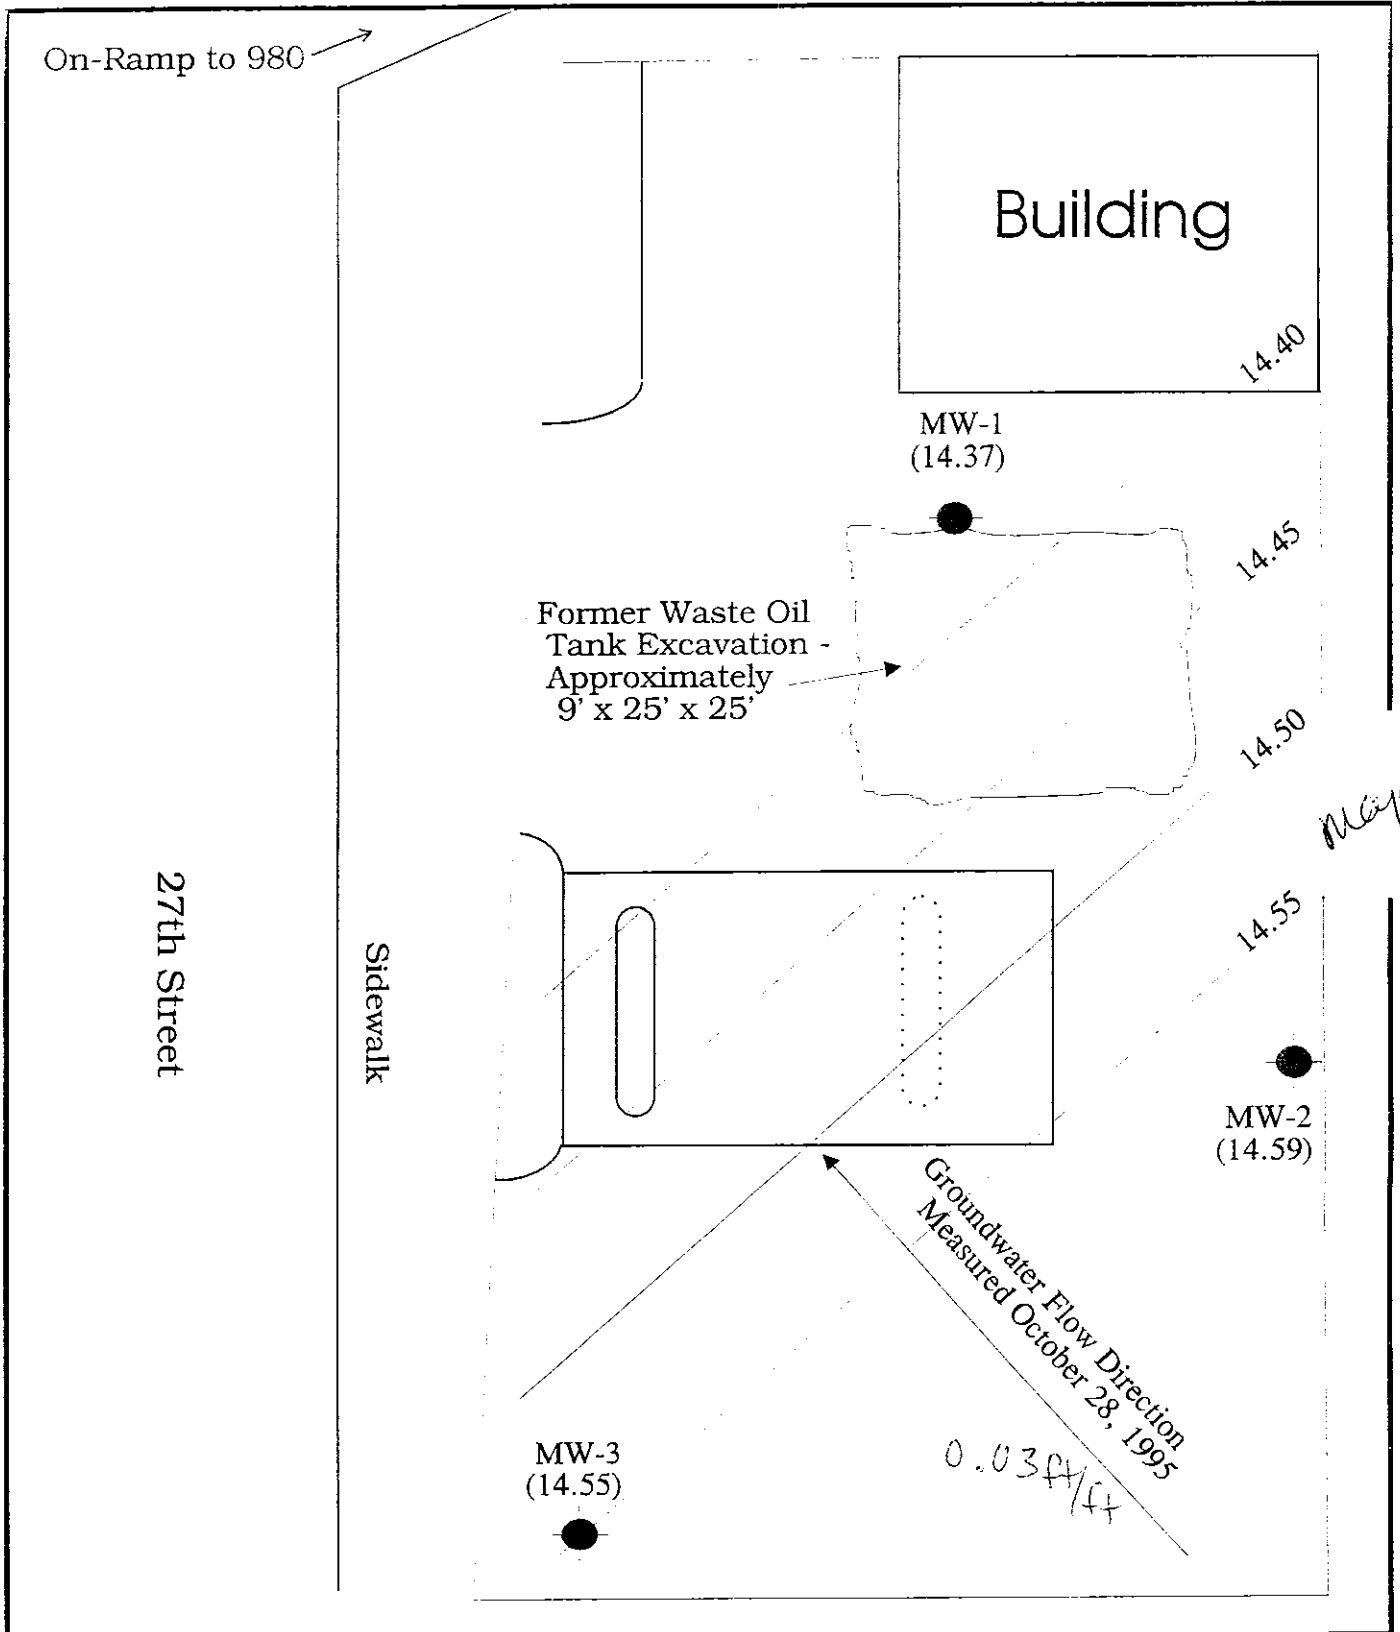 On-Ramp to 980
Building
14.40
MW-1
(14.37)
14.45
Former Waste Oil
Tank Excavation -
Approximately
9' x 25' x 25'
14.50
14.55
27th Street
Sidewalk
MW-2
(14.59)
Groundwater Flow Direction
Measured October 28, 1995
0.03 ft/ft
MW-3
(14.55)